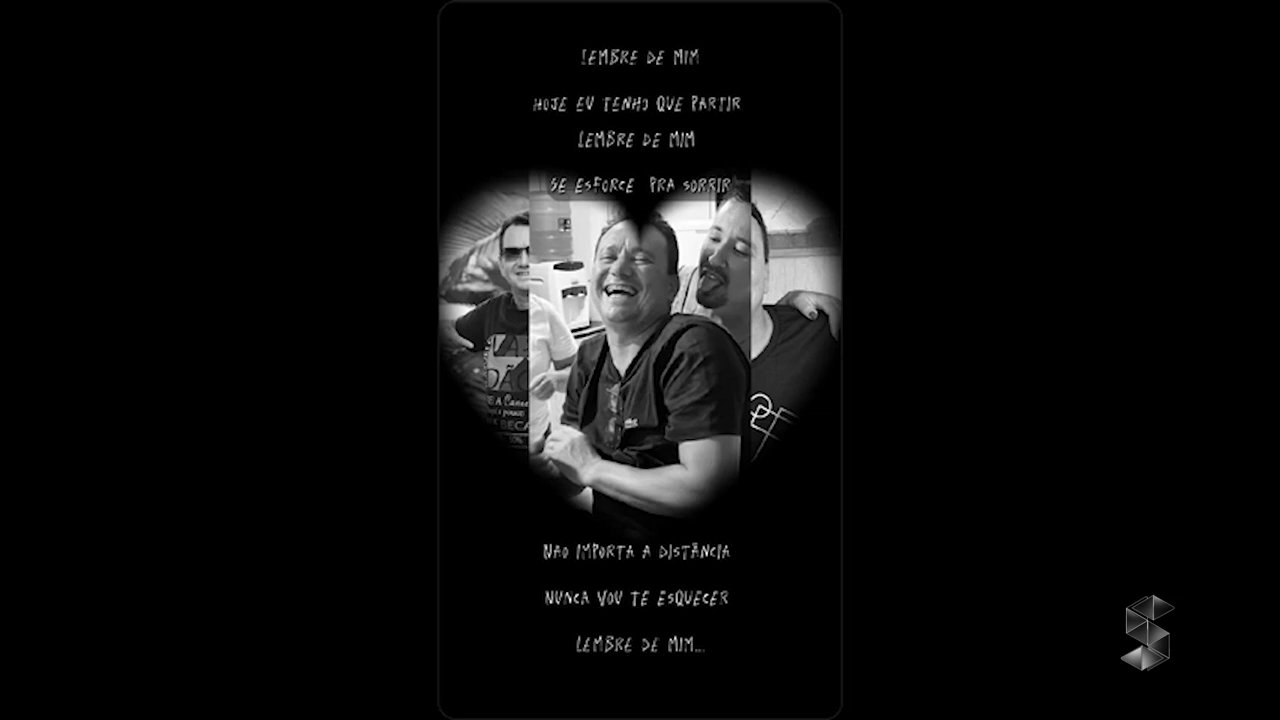 LEMBRE DE MIM
HOJE EU TENHO QUE PARTIR
LEMBRE DE MIM
SE ESFORCE PRA SORRIR
NAO IMPORTA A DISTÂNCIA
NUNCA VOU TE ESQUECER
LEMBRE DE MIM...